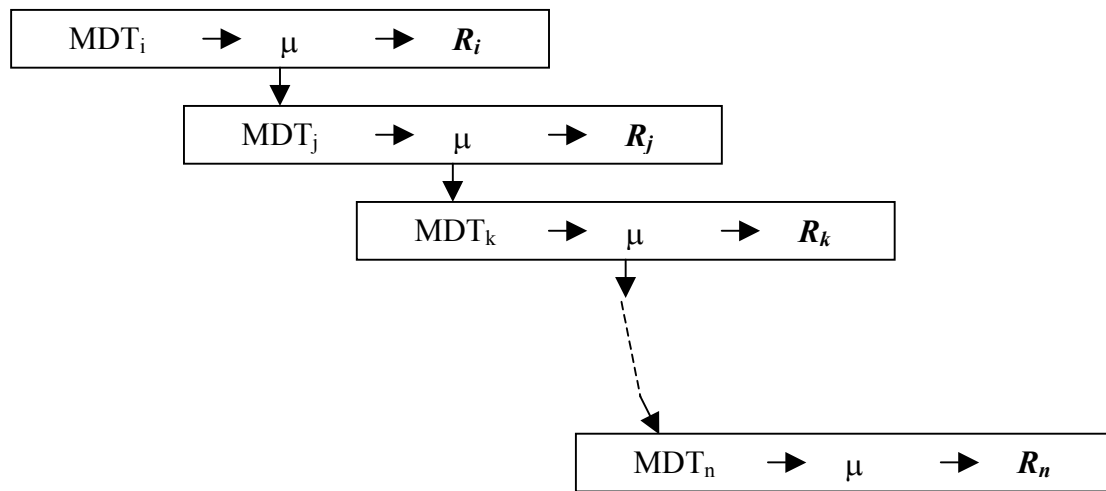 MDTi → μ → Ri
MDTj → μ → Rj
MDTk → μ → Rk
MDTn → μ → Rn